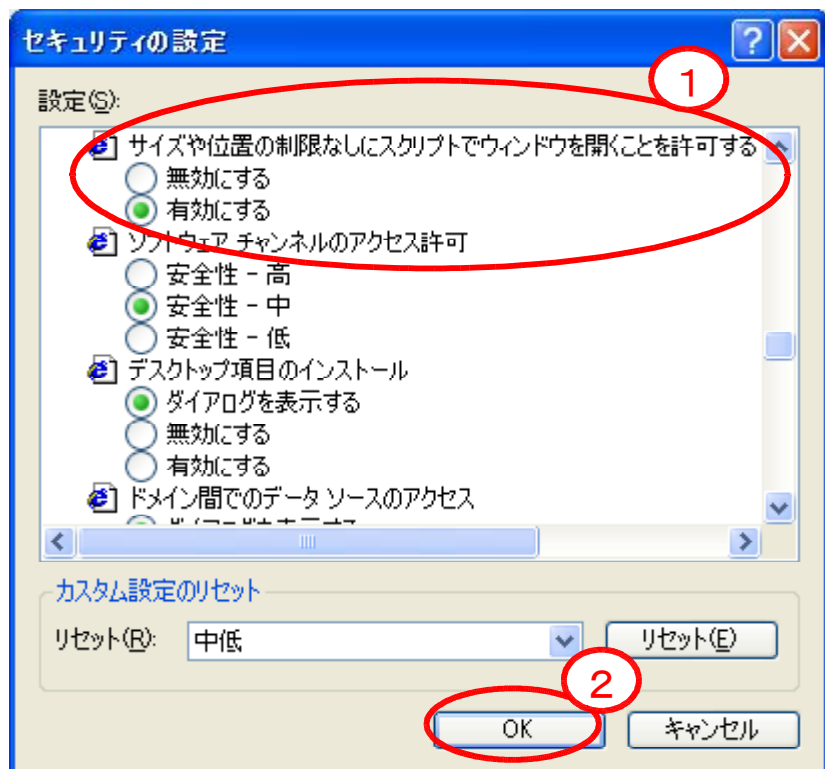 セキュリティの設定
1
設定(S):
サイズや位置の制限なしにスクリプトでウィンドウを開くことを許可する
無効にする
有効にする
ソフトウェア チャンネルのアクセス許可
安全性 - 高
安全性 - 中
安全性 - 低
デスクトップ項目のインストール
ダイアログを表示する
無効にする
有効にする
ドメイン間でのデータ ソースのアクセス
カスタム設定のリセット
リセット(R): 中低 リセット(E)
2
OK キャンセル